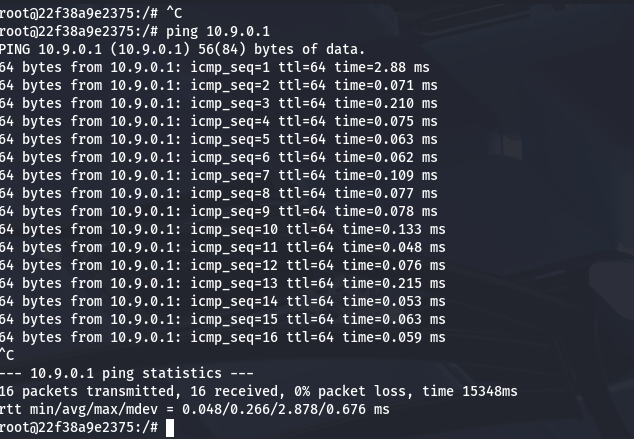 root@22f38a9e2375:/# ^C
root@22f38a9e2375:/# ping 10.9.0.1
PING 10.9.0.1 (10.9.0.1) 56(84) bytes of data.
64 bytes from 10.9.0.1: icmp_seq=1 ttl=64 time=2.88 ms
64 bytes from 10.9.0.1: icmp_seq=2 ttl=64 time=0.071 ms
64 bytes from 10.9.0.1: icmp_seq=3 ttl=64 time=0.210 ms
64 bytes from 10.9.0.1: icmp_seq=4 ttl=64 time=0.075 ms
64 bytes from 10.9.0.1: icmp_seq=5 ttl=64 time=0.063 ms
64 bytes from 10.9.0.1: icmp_seq=6 ttl=64 time=0.062 ms
64 bytes from 10.9.0.1: icmp_seq=7 ttl=64 time=0.109 ms
64 bytes from 10.9.0.1: icmp_seq=8 ttl=64 time=0.077 ms
64 bytes from 10.9.0.1: icmp_seq=9 ttl=64 time=0.078 ms
64 bytes from 10.9.0.1: icmp_seq=10 ttl=64 time=0.133 ms
64 bytes from 10.9.0.1: icmp_seq=11 ttl=64 time=0.048 ms
64 bytes from 10.9.0.1: icmp_seq=12 ttl=64 time=0.076 ms
64 bytes from 10.9.0.1: icmp_seq=13 ttl=64 time=0.215 ms
64 bytes from 10.9.0.1: icmp_seq=14 ttl=64 time=0.053 ms
64 bytes from 10.9.0.1: icmp_seq=15 ttl=64 time=0.063 ms
64 bytes from 10.9.0.1: icmp_seq=16 ttl=64 time=0.059 ms
^C
--- 10.9.0.1 ping statistics ---
16 packets transmitted, 16 received, 0% packet loss, time 15348ms
rtt min/avg/max/mdev = 0.048/0.266/2.878/0.676 ms
root@22f38a9e2375:/#